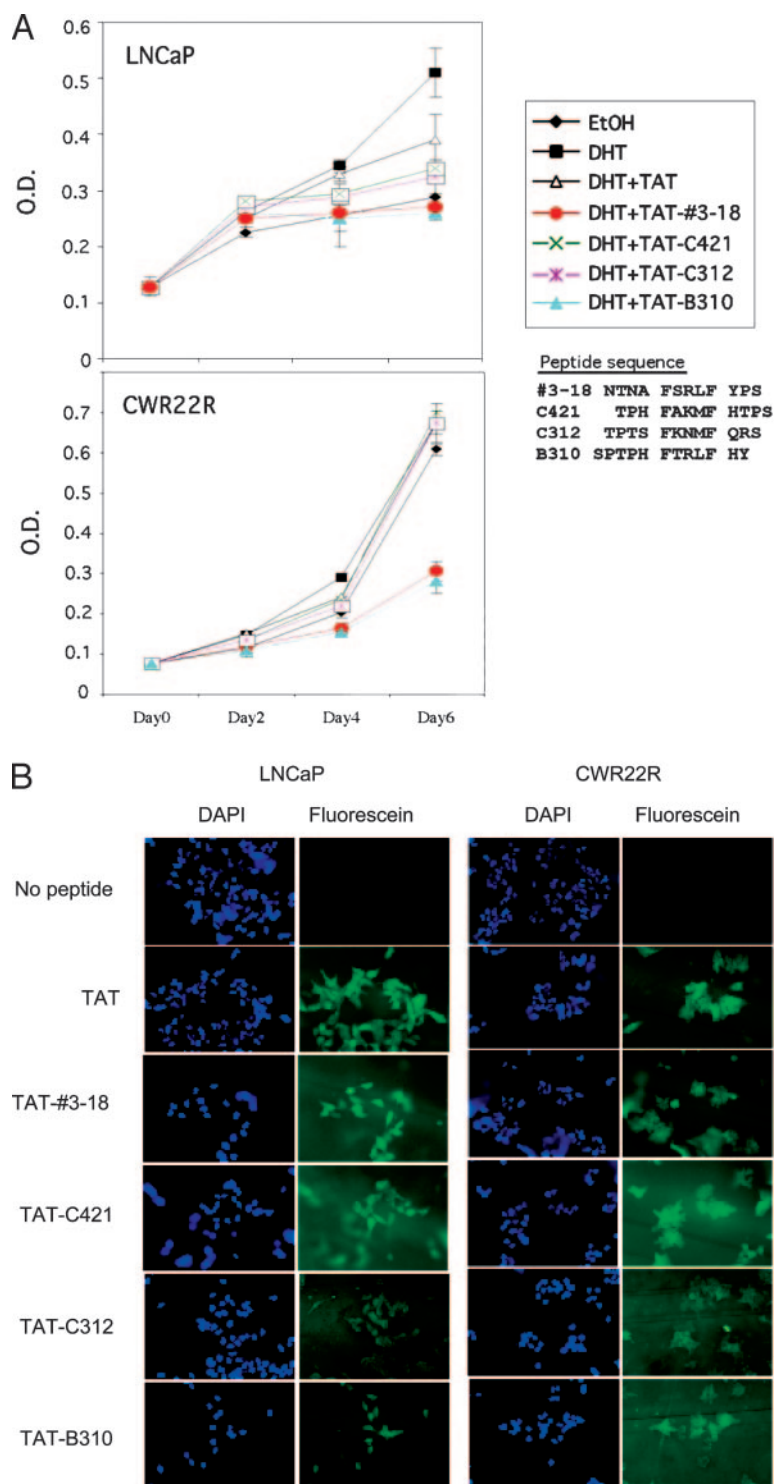 A
LNCaP
O.D.
0.6
0.5
0.4
0.3
0.2
0.1
0
EtOH
DHT
DHT+TAT
DHT+TAT-#3-18
DHT+TAT-C421
DHT+TAT-C312
DHT+TAT-B310
Peptide sequence
#3-18 NTNA FSRLF YPS
C421 TPH FAKMF HTPS
C312 TPTS FKNMF QRS
B310 SPTPH FTRLF HY
CWR22R
O.D.
0.7
0.6
0.5
0.4
0.3
0.2
0.1
0
Day0 Day2 Day4 Day6
B
LNCaP CWR22R
DAPI Fluorescein DAPI Fluorescein
No peptide
TAT
TAT-#3-18
TAT-C421
TAT-C312
TAT-B310